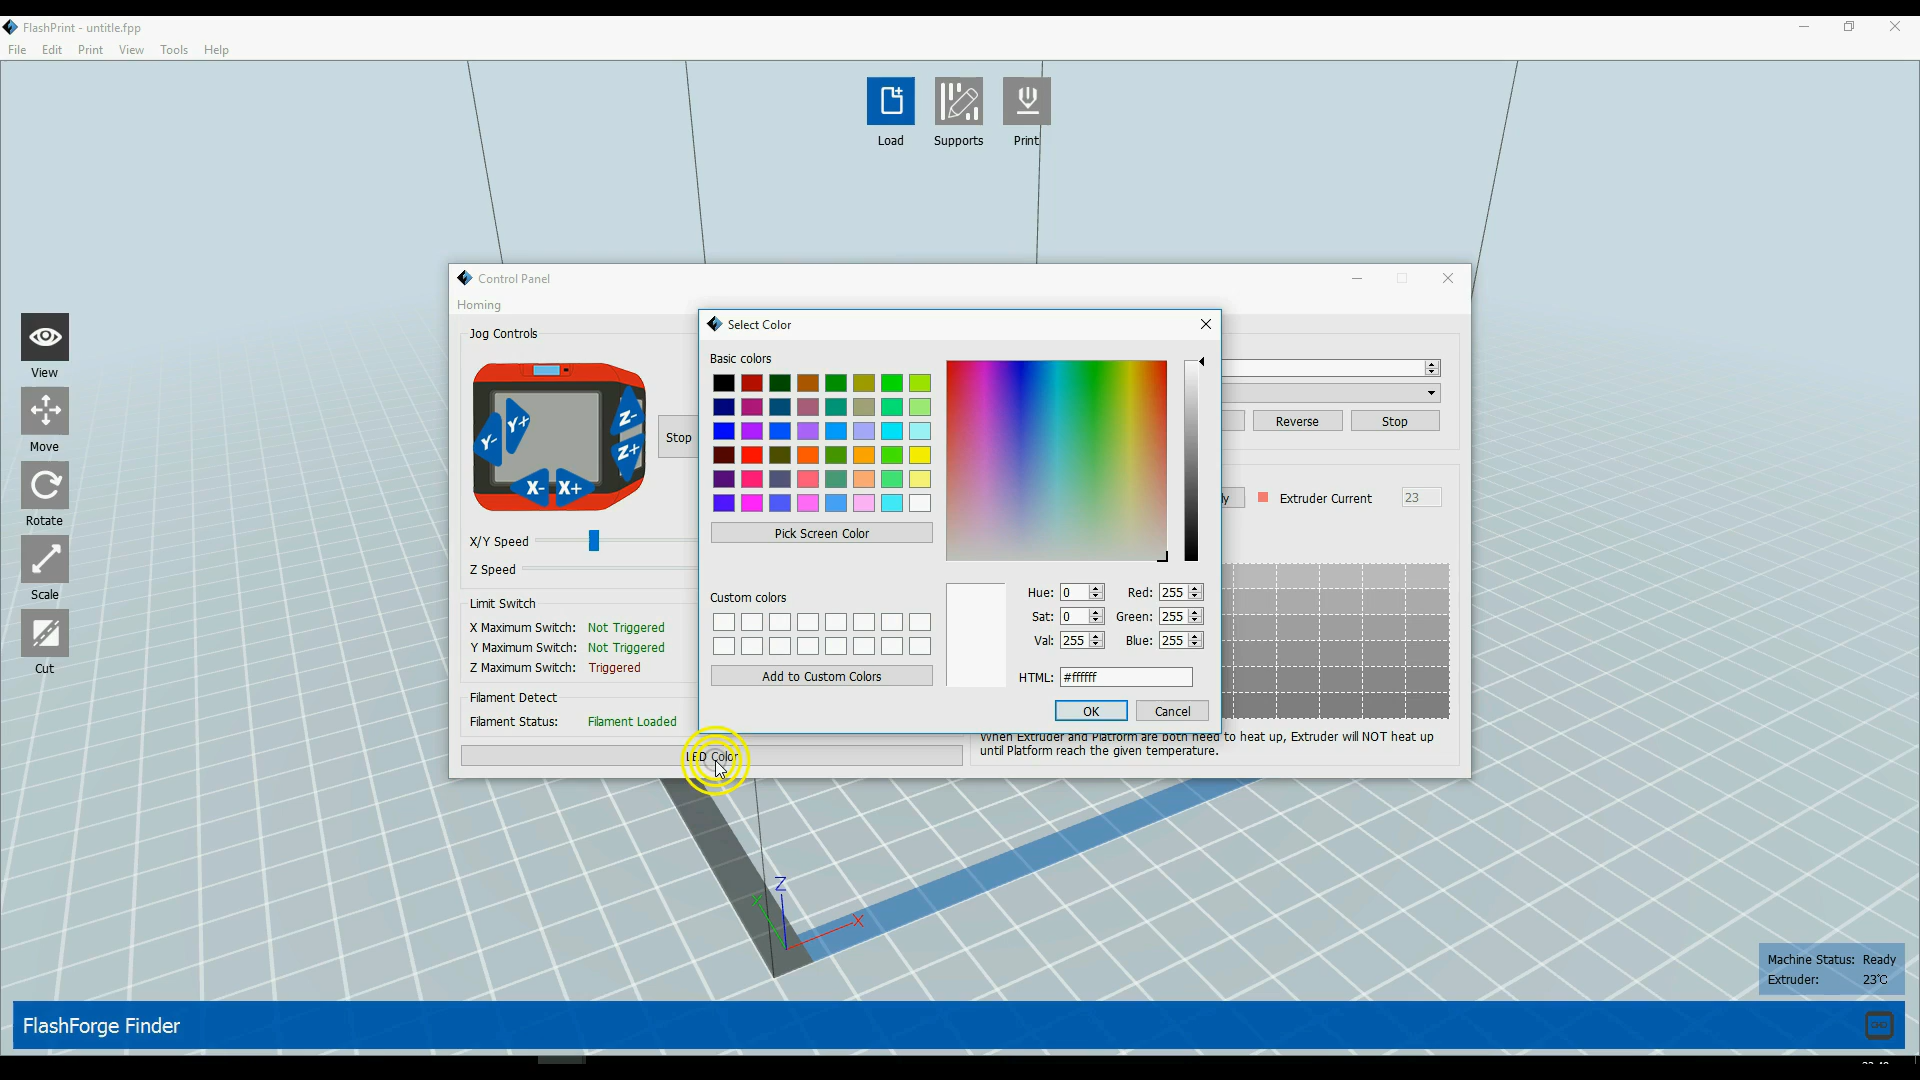 FlashPrint - untitle.fpp
File Edit Print View Tools Help
Load Supports Print
View
Move
Rotate
Scale
Cut
Control Panel
Homing
Jog Controls
Y- Y+ Z- Z+ X- X+
Stop
X/Y Speed
Z Speed
Limit Switch
X Maximum Switch: Not Triggered
Y Maximum Switch: Not Triggered
Z Maximum Switch: Triggered
Filament Detect
Filament Status: Filament Loaded
LED Color
Select Color
Basic colors
Pick Screen Color
Custom colors
Add to Custom Colors
Hue: 0 Red: 255
Sat: 0 Green: 255
Val: 255 Blue: 255
HTML: #ffffff
OK Cancel
Reverse Stop
Extruder Current 23
When Extruder and Platform are both need to heat up, Extruder will NOT heat up
until Platform reach the given temperature.
Z
X
Machine Status: Ready
Extruder: 23℃
FlashForge Finder